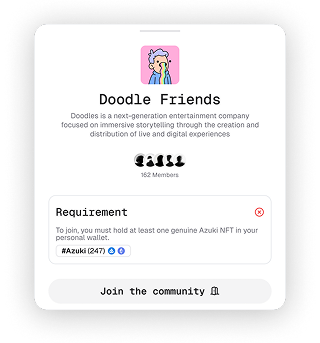 Doodle Friends
Doodles is a next-generation entertainment company
focused on immersive storytelling through the creation and
distribution of live and digital experiences
162 Members
Requirement
To join, you must hold at least one genuine Azuki NFT in your
personal wallet.
#Azuki (247)
Join the community